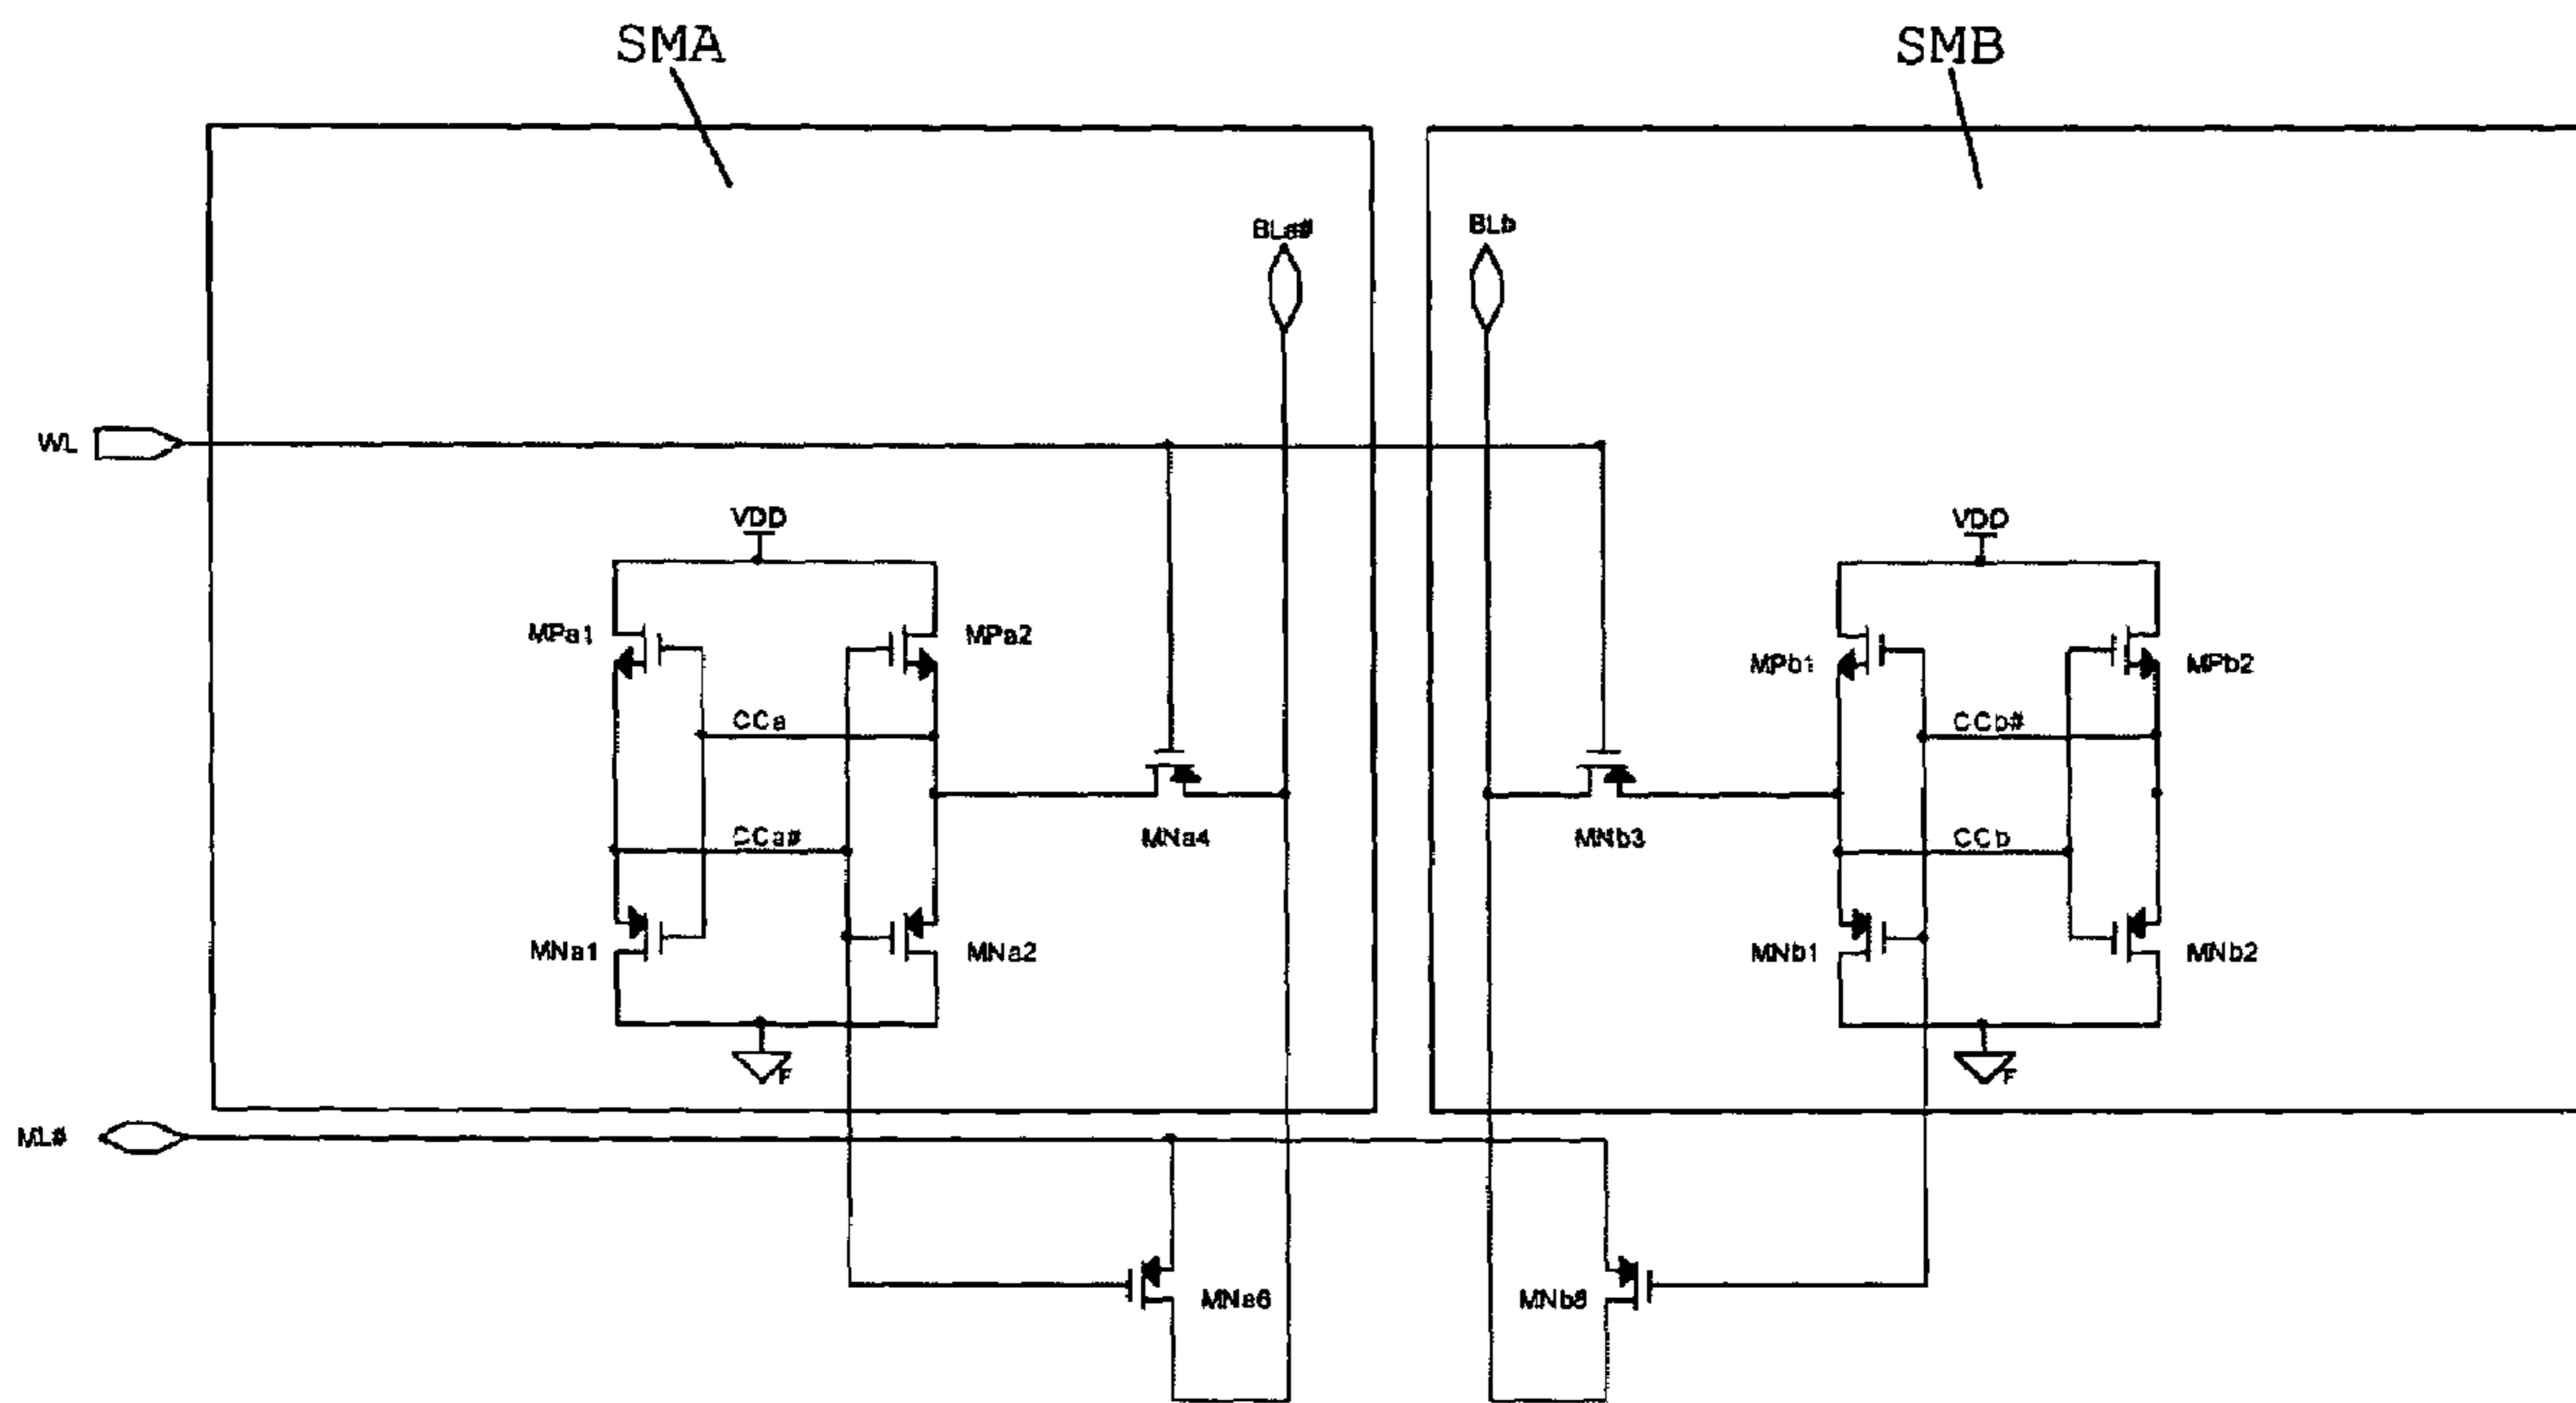 SMA
SMB
BLa#
BLb
WL
VDD
VDD
MPa1
MPa2
MPb1
MPb2
CCa
CCb#
CCa#
CCb
MNa4
MNb3
MNa1
MNa2
MNb1
MNb2
F
F
ML#
MNa6
MNb6